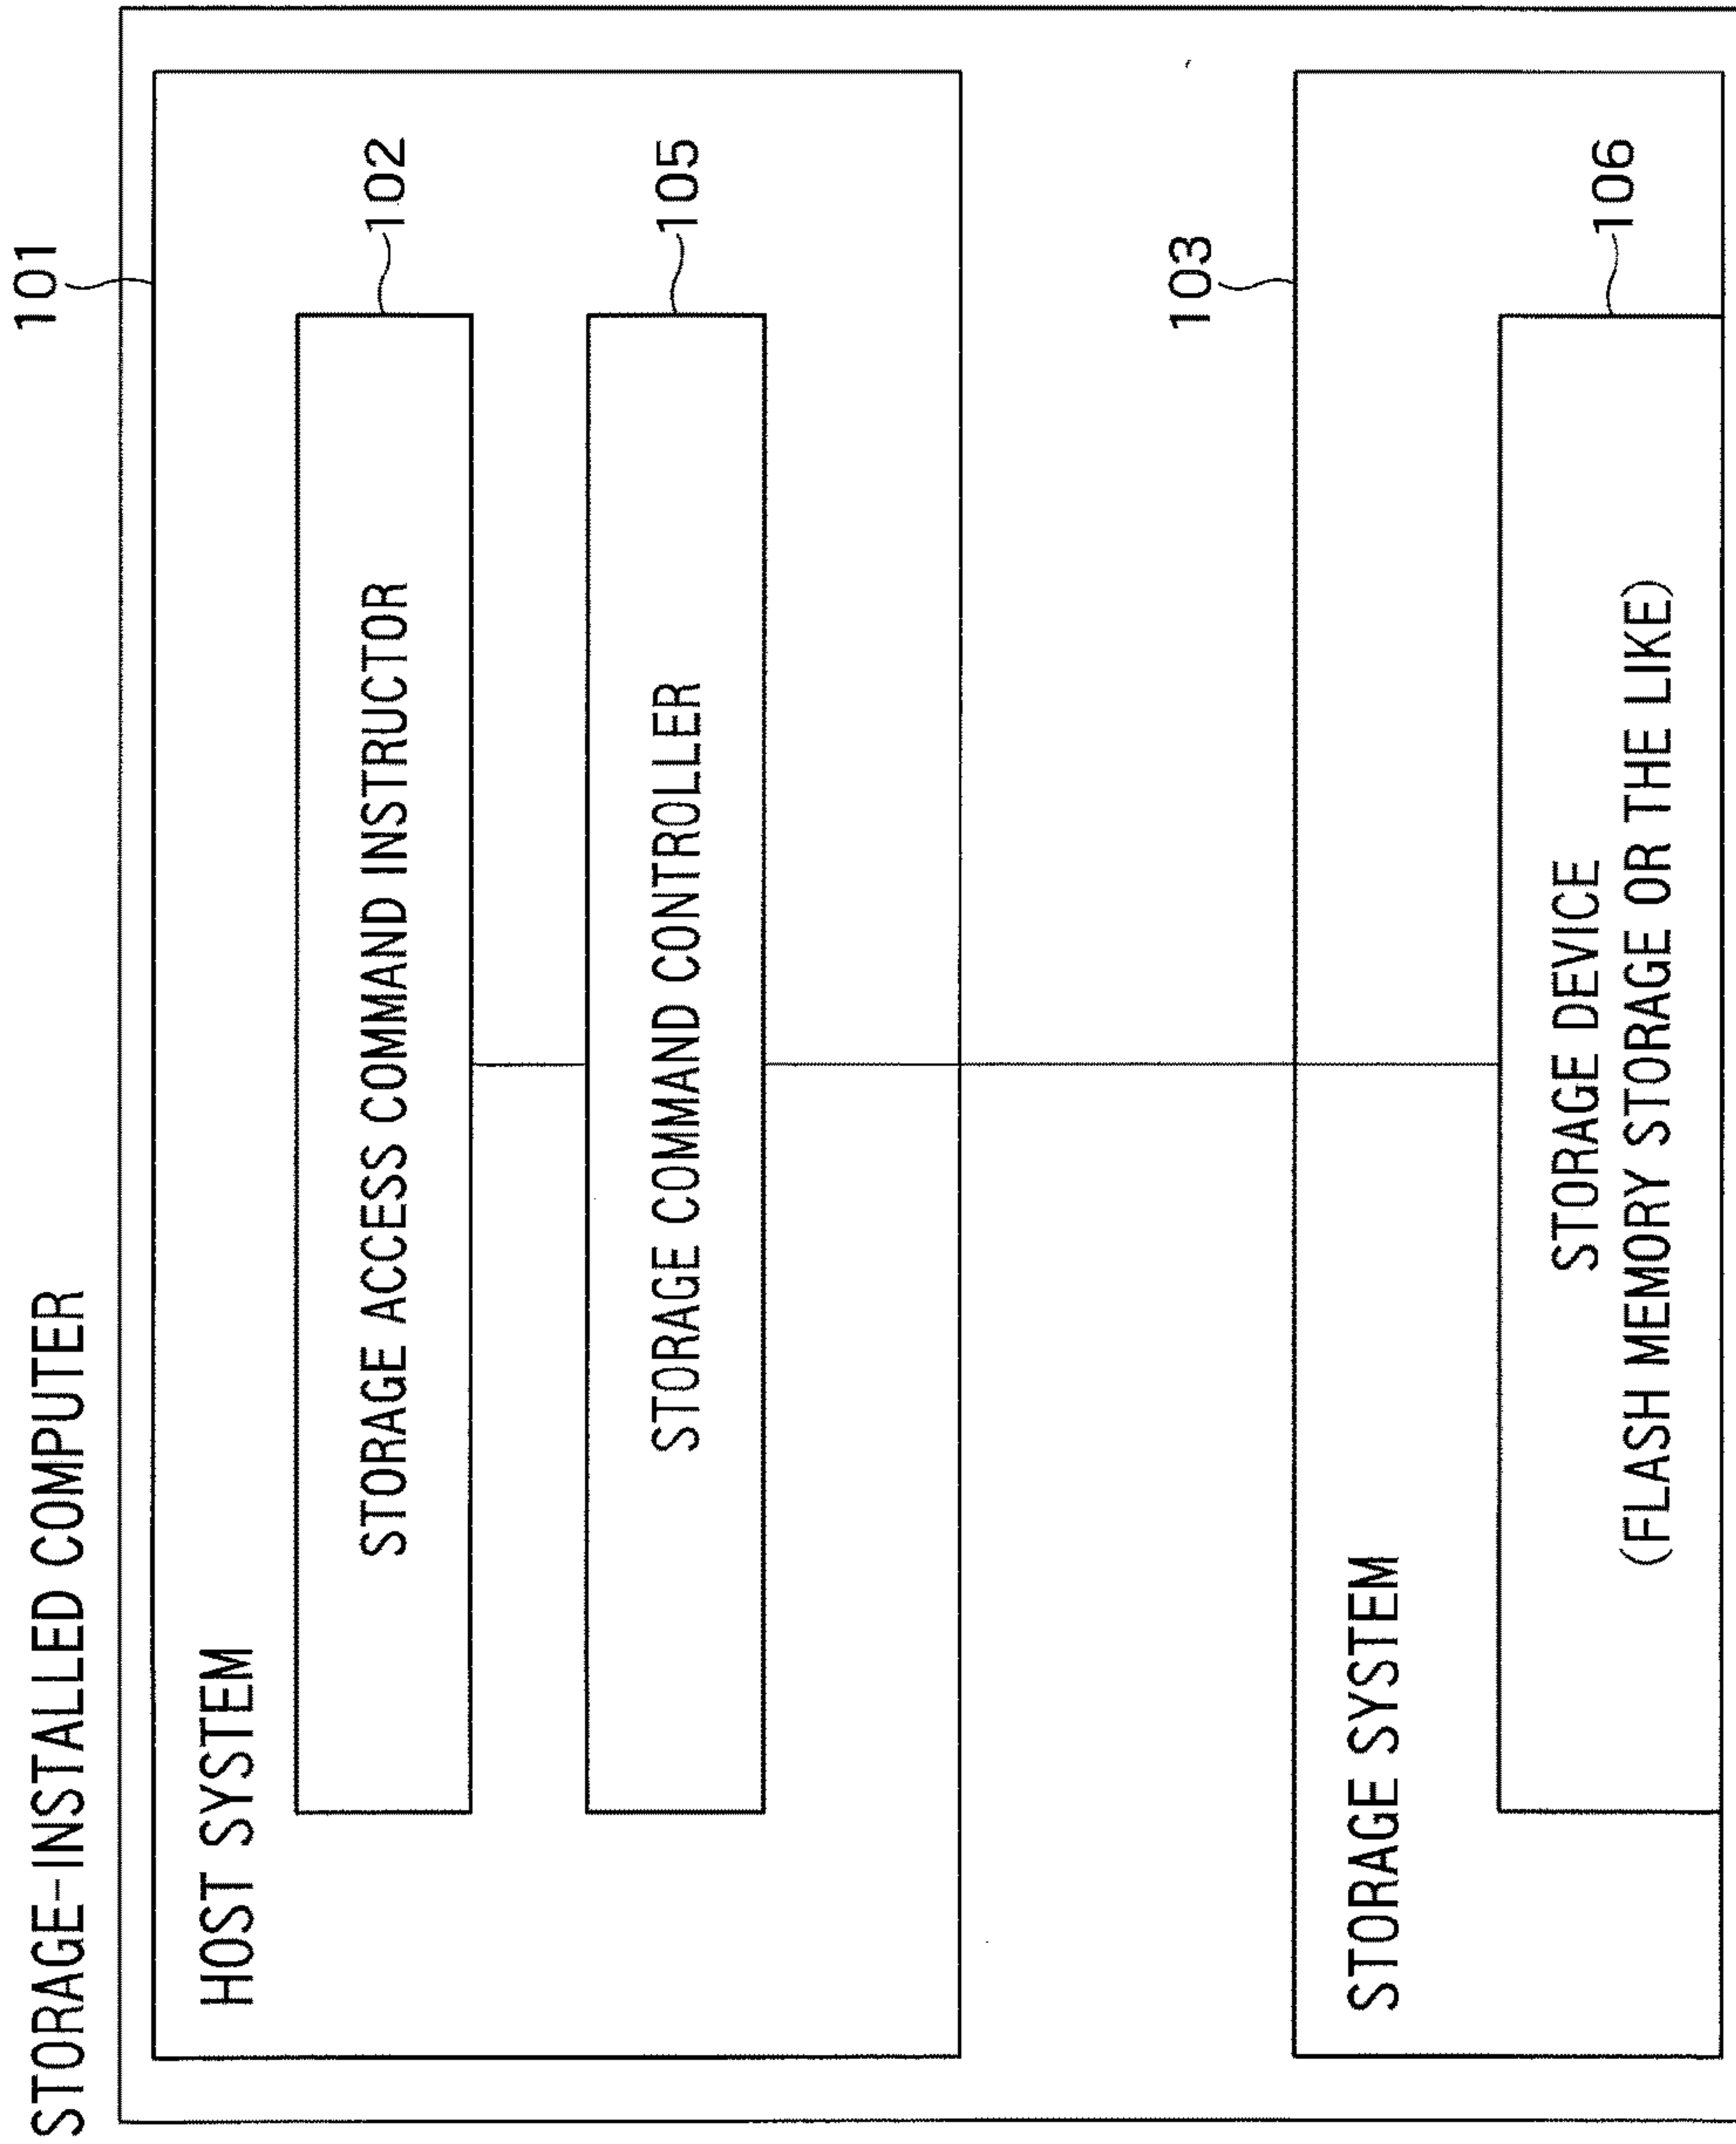 STORAGE-INSTALLED COMPUTER
101
HOST SYSTEM
102
STORAGE ACCESS COMMAND INSTRUCTOR
105
STORAGE COMMAND CONTROLLER
103
STORAGE SYSTEM
106
STORAGE DEVICE
(FLASH MEMORY STORAGE OR THE LIKE)